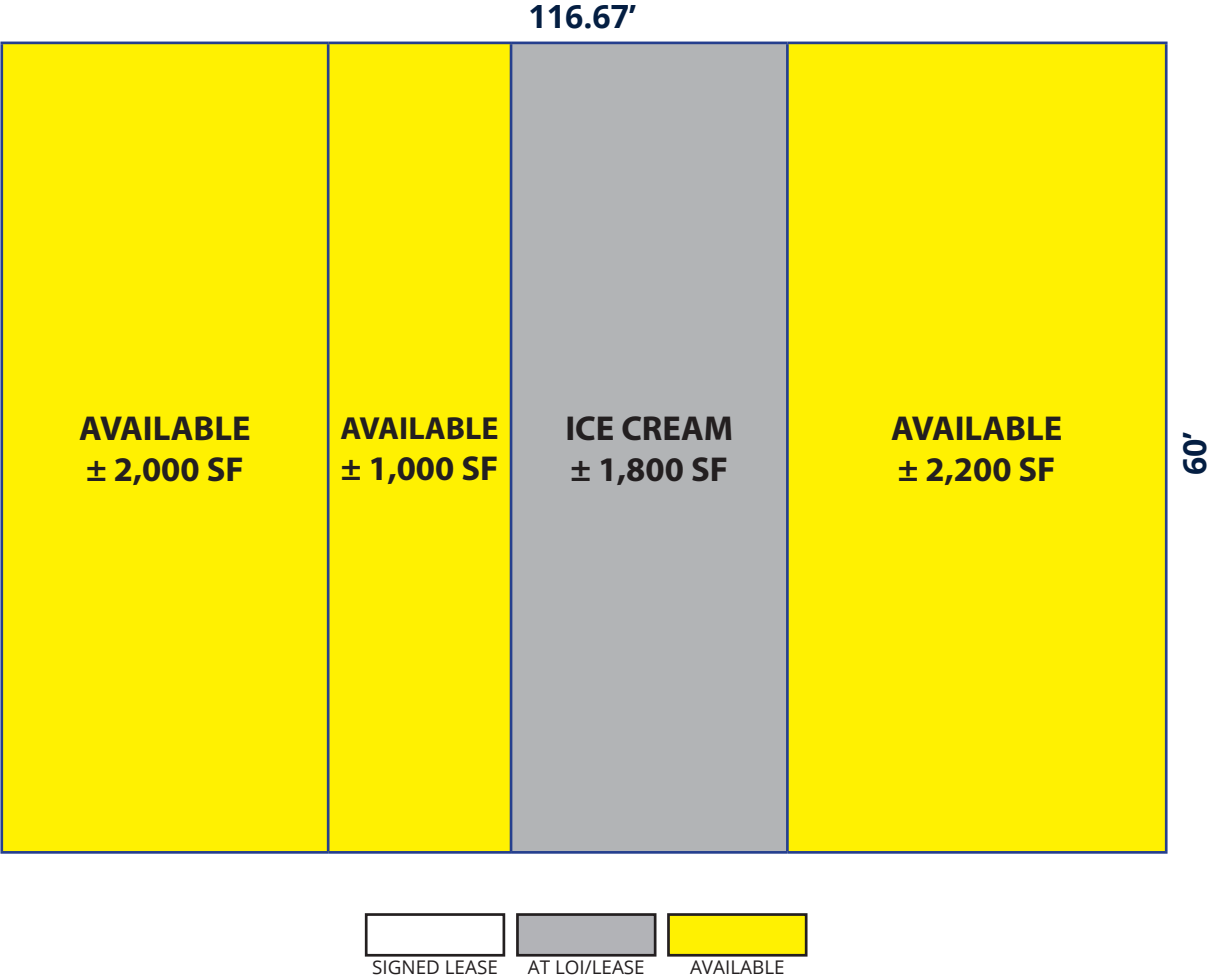 116.67’
AVAILABLE
± 2,000 SF
AVAILABLE
± 1,000 SF
ICE CREAM
± 1,800 SF
AVAILABLE
± 2,200 SF
60’
SIGNED LEASE
AT LOI/LEASE
AVAILABLE